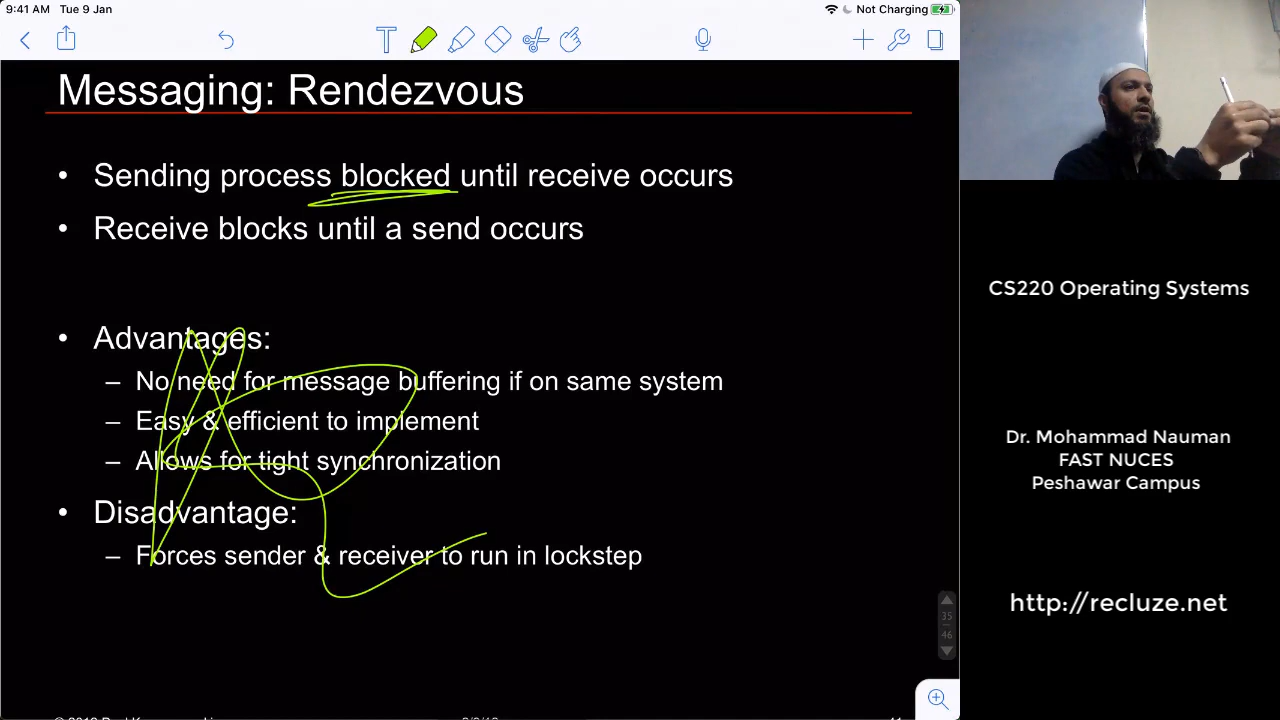 9:41 AM Tue 9 Jan
Not Charging
T
Messaging: Rendezvous
• Sending process blocked until receive occurs
• Receive blocks until a send occurs
• Advantages:
– No need for message buffering if on same system
– Easy & efficient to implement
– Allows for tight synchronization
• Disadvantage:
– Forces sender & receiver to run in lockstep
35
46
CS220 Operating Systems
Dr. Mohammad Nauman
FAST NUCES
Peshawar Campus
http://recluze.net